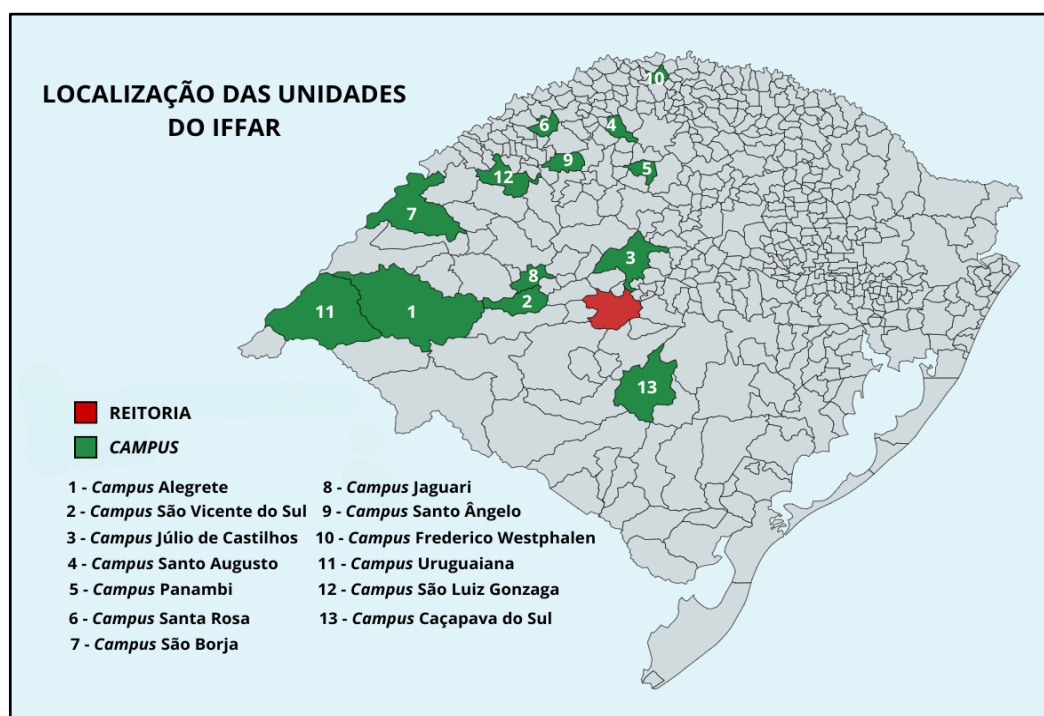 LOCALIZAÇÃO DAS UNIDADES
DO IFFAR
10
6
4
9
5
12
7
3
8
2
11
1
13
REITORIA
CAMPUS
1 - Campus Alegrete
2 - Campus São Vicente do Sul
3 - Campus Júlio de Castilhos
4 - Campus Santo Augusto
5 - Campus Panambi
6 - Campus Santa Rosa
7 - Campus São Borja
8 - Campus Jaguari
9 - Campus Santo Ângelo
10 - Campus Frederico Westphalen
11 - Campus Uruguaiana
12 - Campus São Luiz Gonzaga
13 - Campus Caçapava do Sul